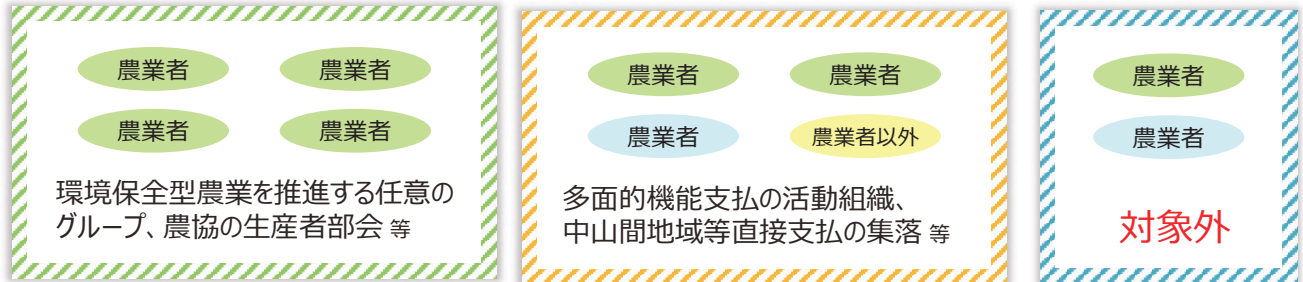 農業者
農業者
農業者
農業者
環境保全型農業を推進する任意の
グループ、農協の生産者部会 等
農業者
農業者
農業者
農業者以外
多面的機能支払の活動組織、
中山間地域等直接支払の集落 等
農業者
農業者
対象外